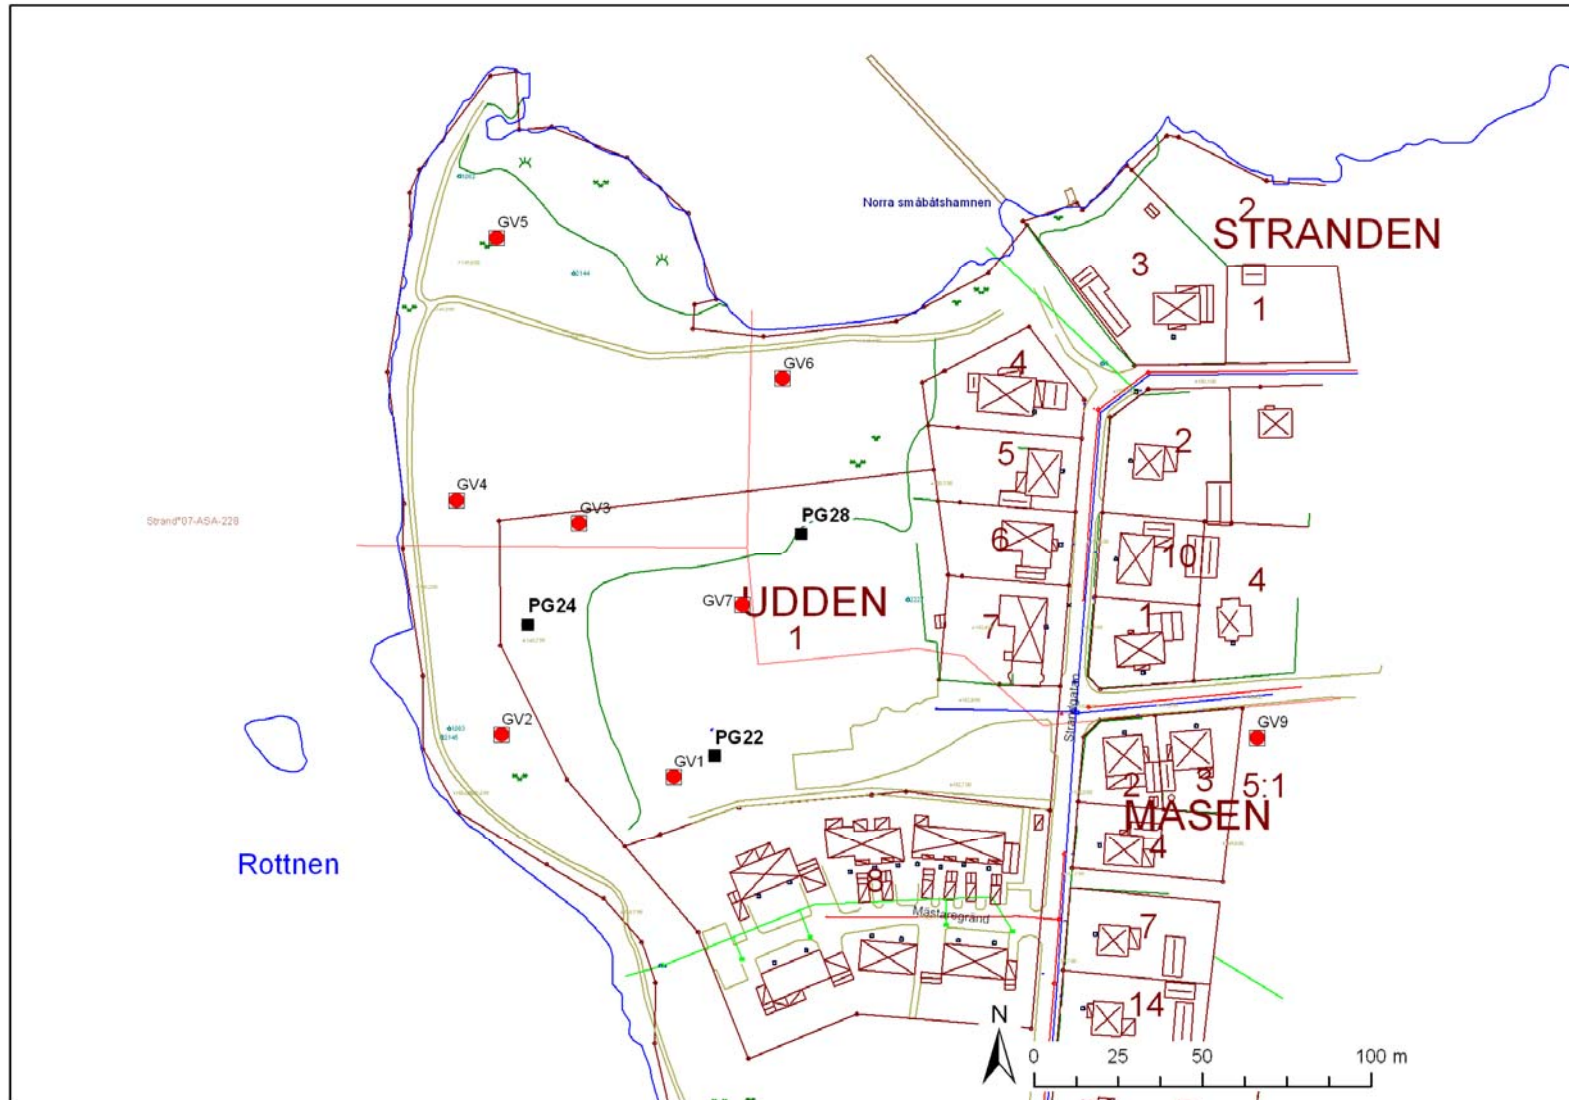 Norra småbåtshamnen
2
STRANDEN
GV5
3
1
GV6
4
5
2
GV4
GV3
Strand*07-ASA-228
PG28
6
10
4
PG24
GV7
UDDEN
1
7
1
Strandgatan
GV2
PG22
GV1
GV9
2
3
5:1
MÅSEN
4
Rottnen
8
Mästaregränd
7
14
N
0 25 50 100 m